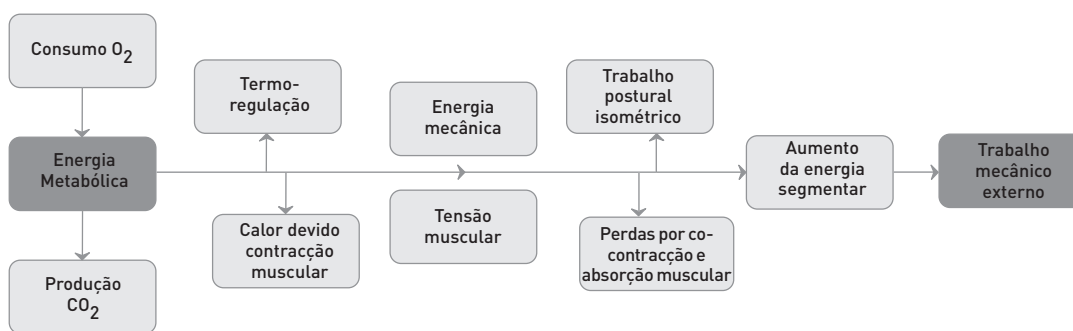 Consumo O2
Energia
Metabólica
Produção
CO2
Termo-
regulação
Calor devido
contracção
muscular
Energia
mecânica
Tensão
muscular
Trabalho
postural
isométrico
Perdas por co-
contracção e
absorção muscular
Aumento
da energia
segmentar
Trabalho
mecânico
externo